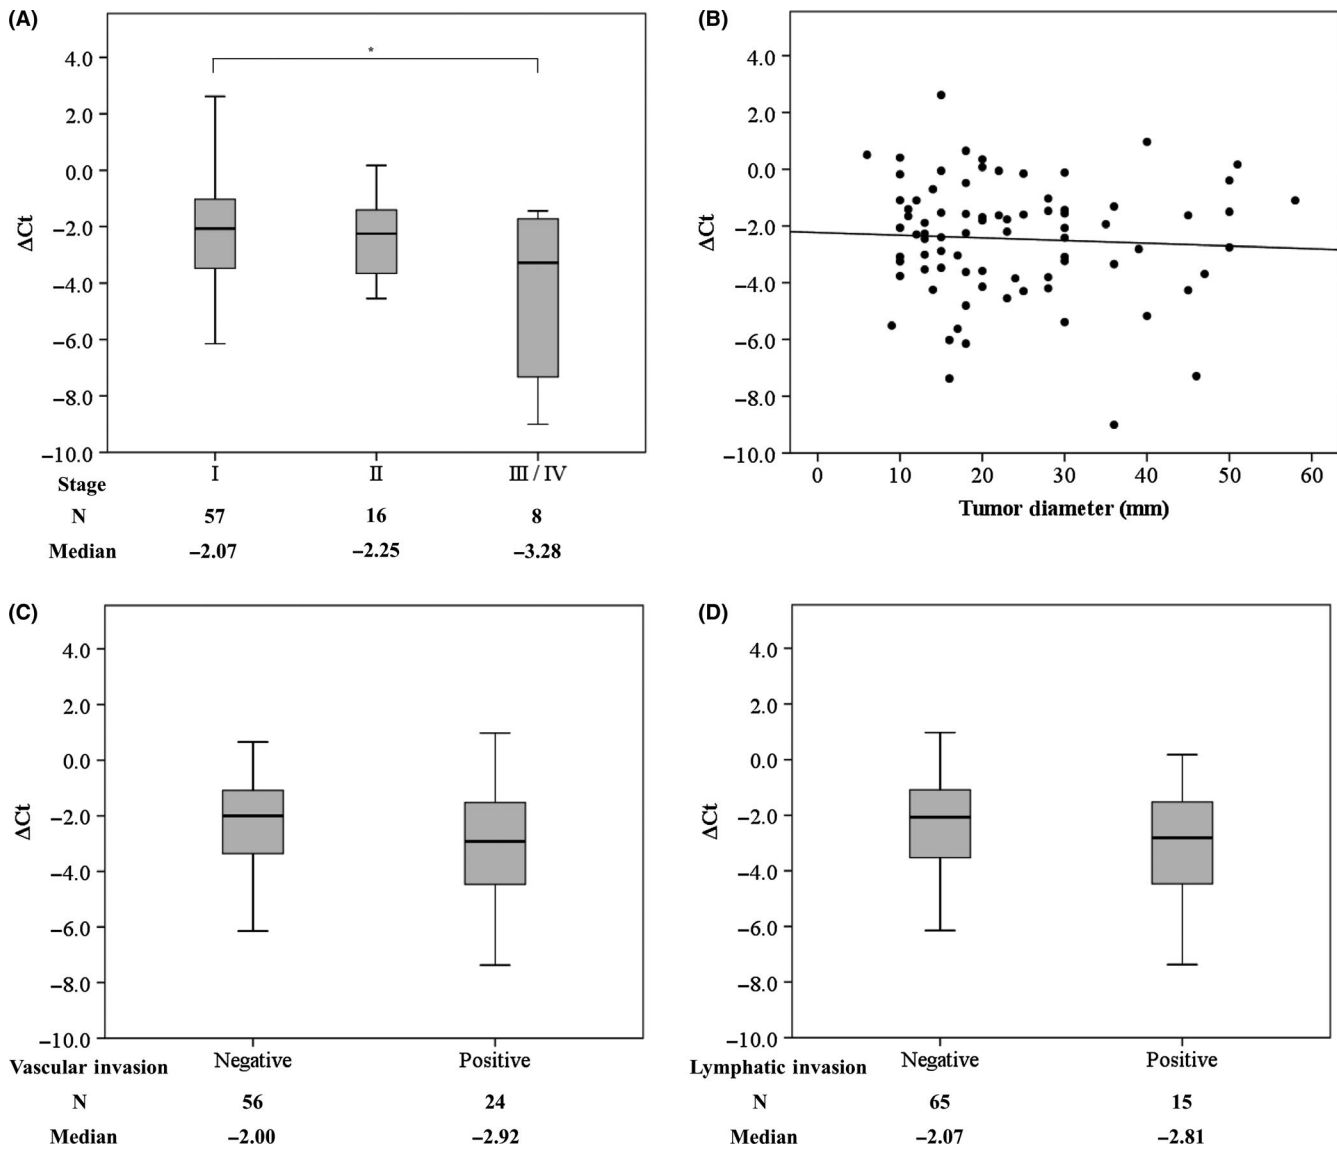 (A)
4.0
2.0
0.0
−2.0
−4.0
−6.0
−8.0
−10.0
ΔCt
*
I II III / IV
Stage
N 57 16 8
Median −2.07 −2.25 −3.28
(B)
4.0
2.0
0.0
−2.0
−4.0
−6.0
−8.0
−10.0
ΔCt
0 10 20 30 40 50 60
Tumor diameter (mm)
(C)
4.0
2.0
0.0
−2.0
−4.0
−6.0
−8.0
−10.0
ΔCt
Vascular invasion Negative Positive
N 56 24
Median −2.00 −2.92
(D)
4.0
2.0
0.0
−2.0
−4.0
−6.0
−8.0
−10.0
ΔCt
Lymphatic invasion Negative Positive
N 65 15
Median −2.07 −2.81